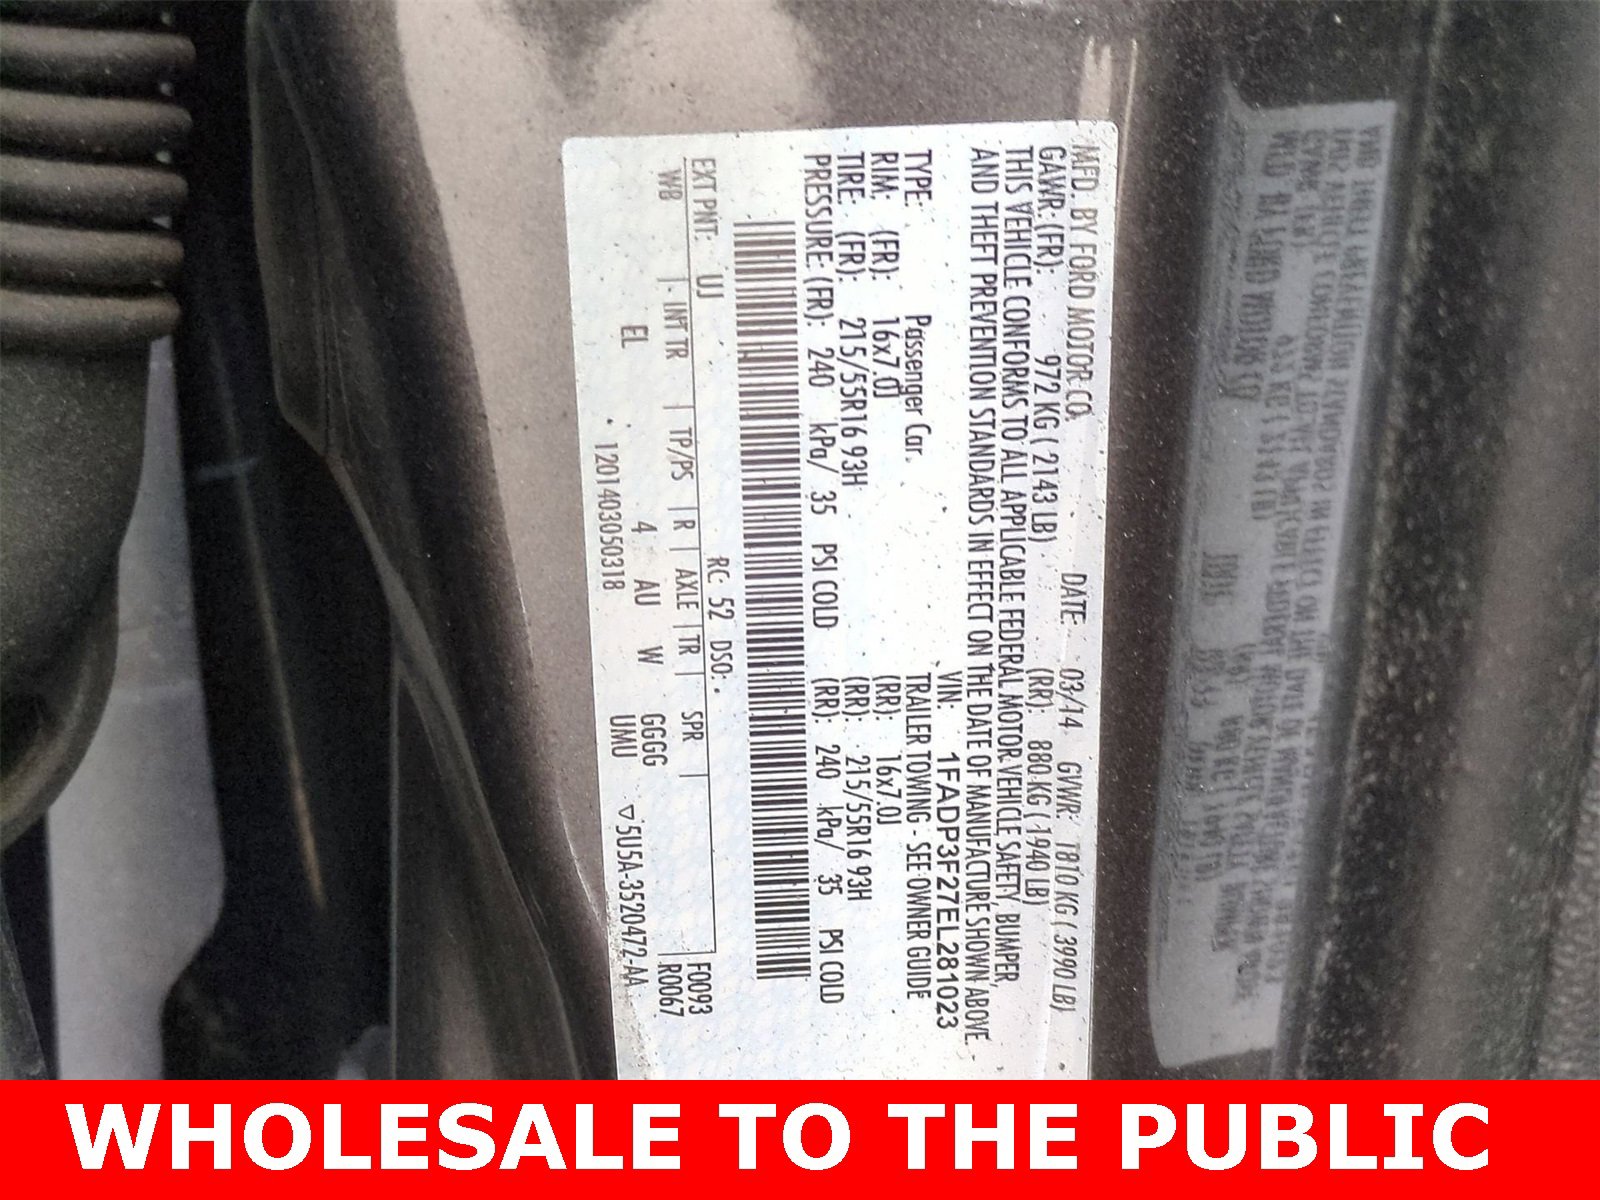 MFD. BY FORD MOTOR CO.
DATE: 03/14 GVWR: 1810 KG ( 3990 LB)
GAWR: (FR): 972 KG ( 2143 LB) (RR): 880 KG ( 1940 LB)
THIS VEHICLE CONFORMS TO ALL APPLICABLE FEDERAL MOTOR VEHICLE SAFETY, BUMPER,
AND THEFT PREVENTION STANDARDS IN EFFECT ON THE DATE OF MANUFACTURE SHOWN ABOVE.
VIN: 1FADP3F27EL281023
TYPE: Passenger Car.
TRAILER TOWING - SEE OWNER GUIDE
RIM: (FR): 16x7.0J (RR): 16x7.0J
TIRE: (FR): 215/55R16 93H (RR): 215/55R16 93H
PRESSURE: (FR): 240 kPa/ 35 PSI COLD (RR): 240 kPa/ 35 PSI COLD
EXT PNT: UJ RC: 52 DSO:
F0093
WB | INT TR | TP/PS | R | AXLE | TR | SPR |
R0067
EL 4 AU W GGGG
UMU
1201403050318 ▽5U5A-3520472-AA
WHOLESALE TO THE PUBLIC